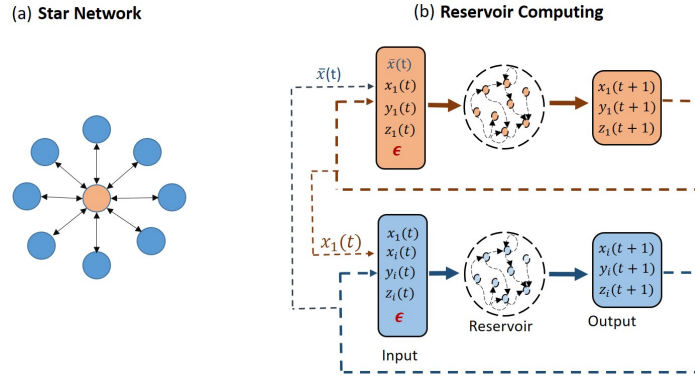 (a) Star Network
(b) Reservoir Computing
x̄(t)
x̄(t)
x₁(t)
y₁(t)
z₁(t)
ϵ
x₁(t + 1)
y₁(t + 1)
z₁(t + 1)
x₁(t)
x₁(t)
xᵢ(t)
yᵢ(t)
zᵢ(t)
ϵ
xᵢ(t + 1)
yᵢ(t + 1)
zᵢ(t + 1)
Input
Reservoir
Output